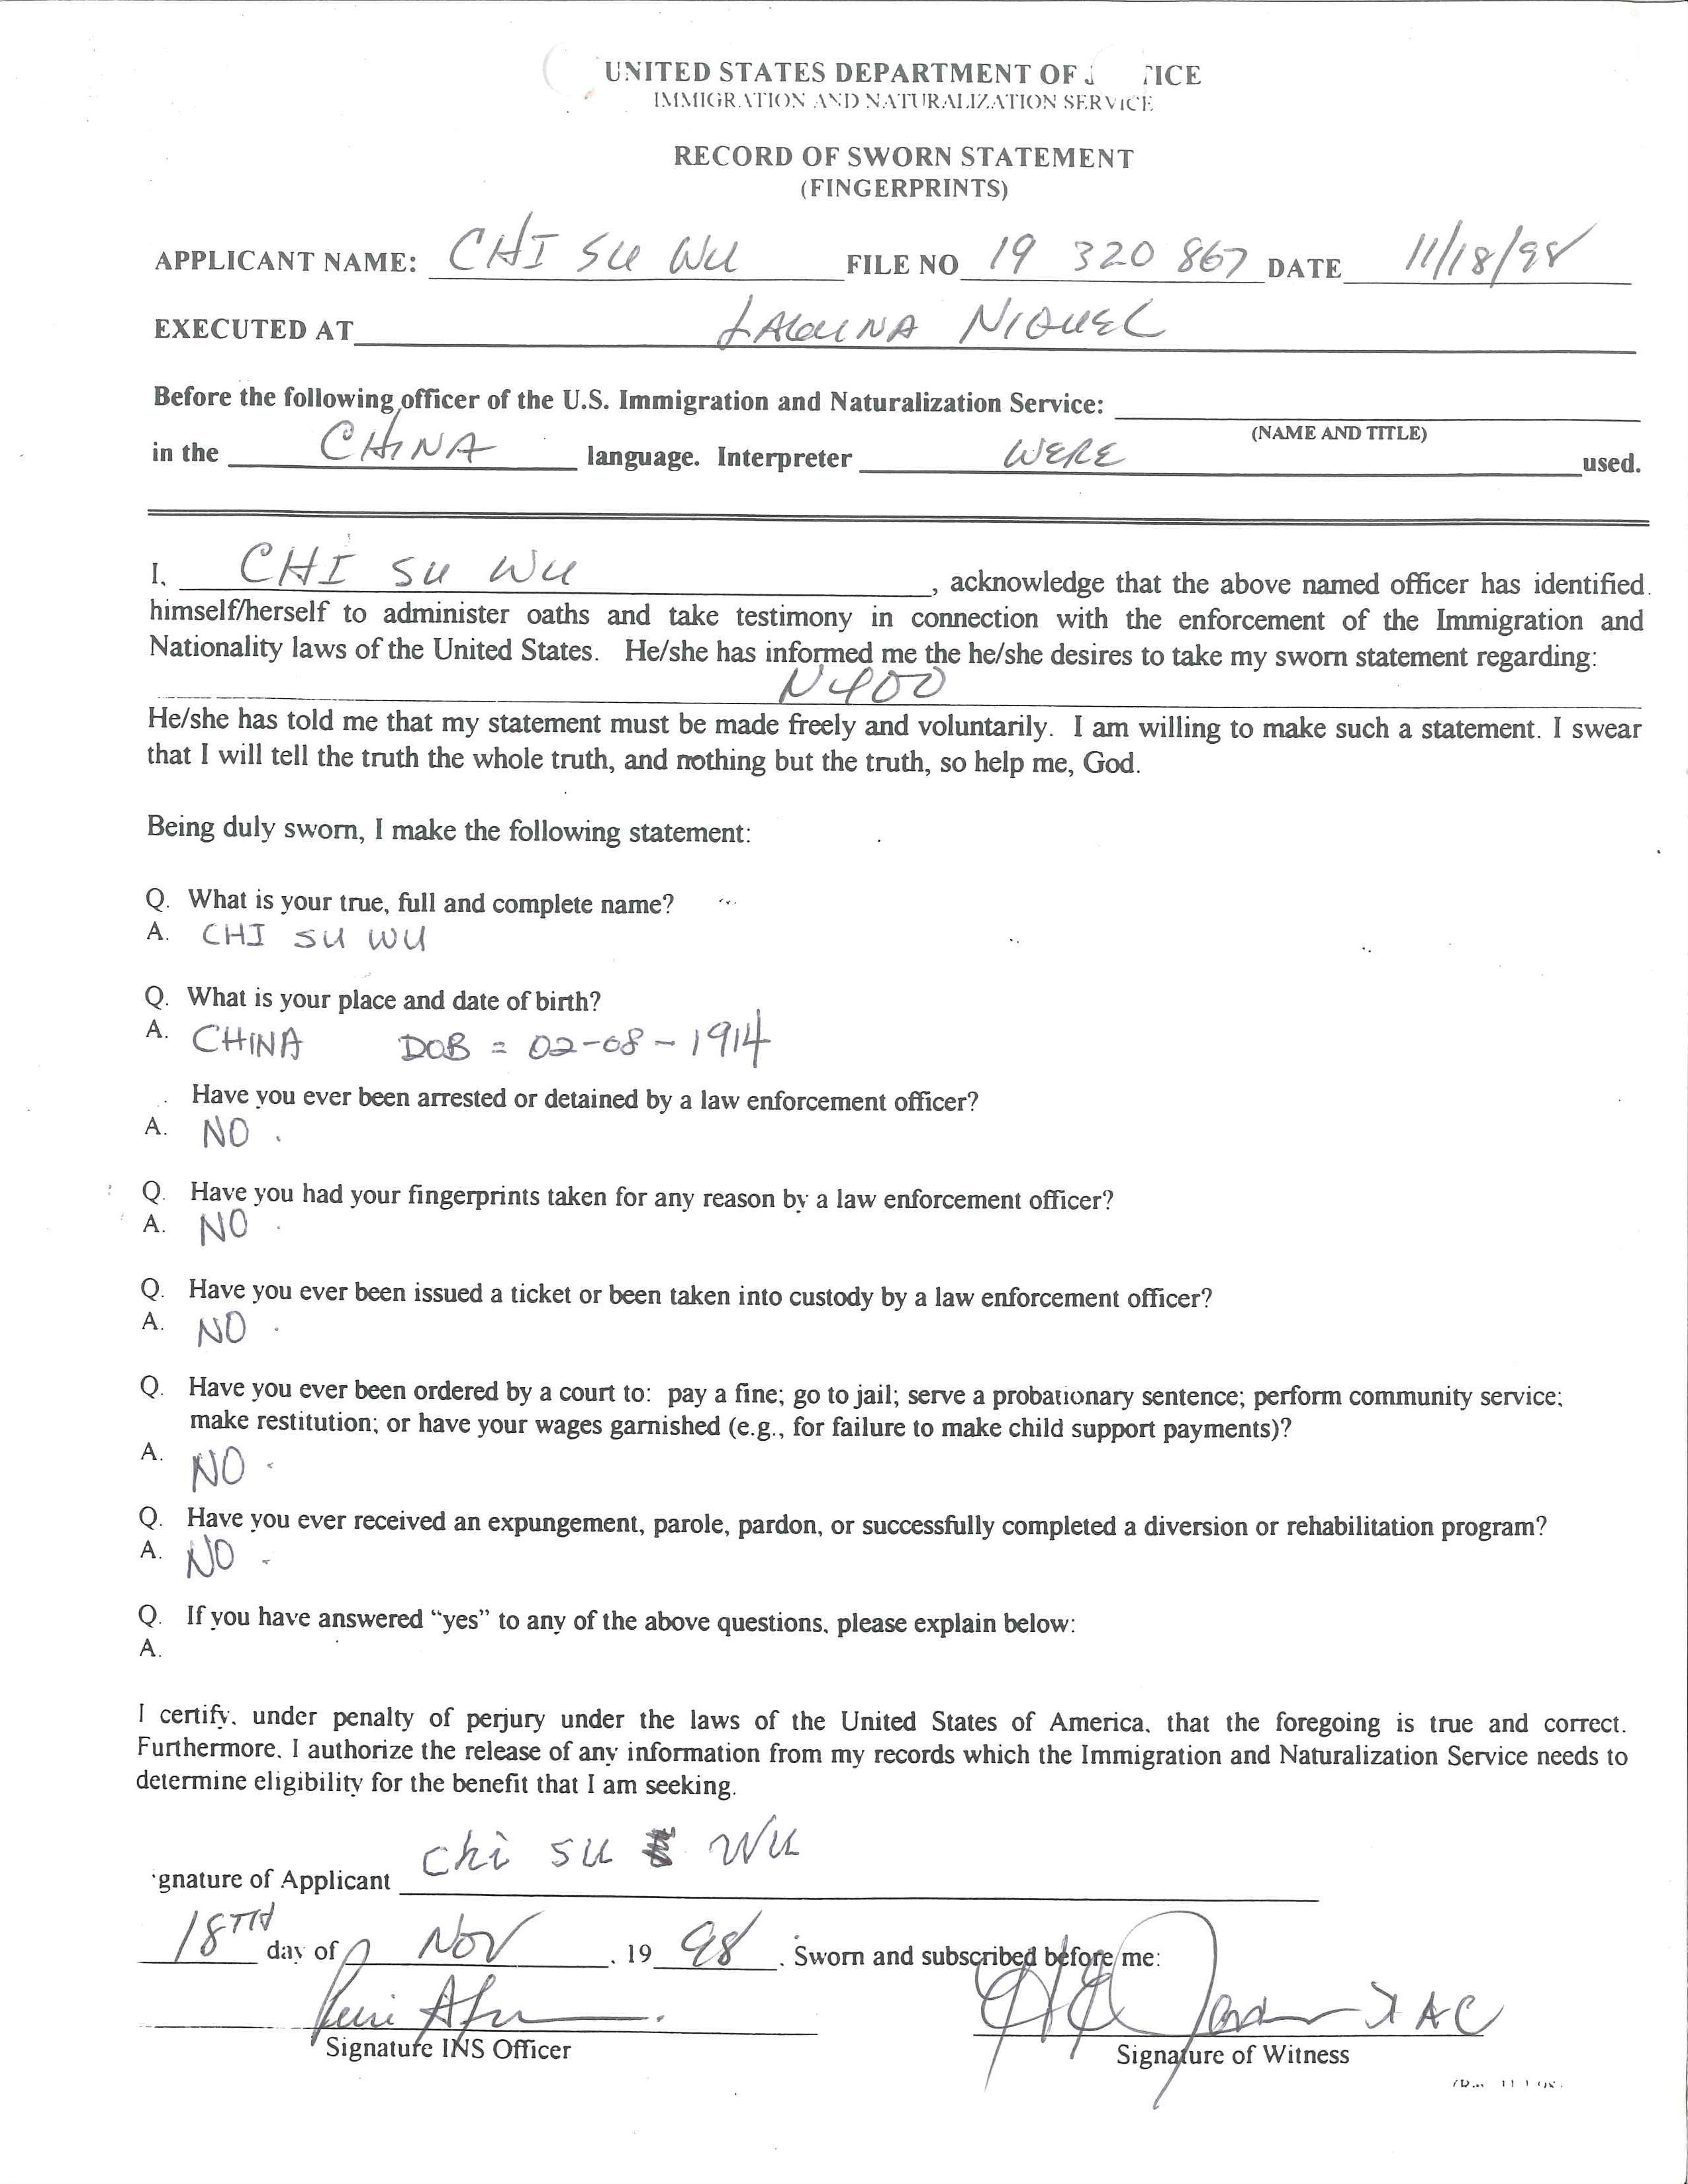 UNITED STATES DEPARTMENT OF J TICE
IMMIGRATION AND NATURALIZATION SERVICE
RECORD OF SWORN STATEMENT
(FINGERPRINTS)
APPLICANT NAME: CHI SU WU FILE NO 19 320 867 DATE 11/18/98
EXECUTED AT LAGUNA NIGUEL
Before the following officer of the U.S. Immigration and Naturalization Service:
(NAME AND TITLE)
in the CHINA language. Interpreter WERE used.
I, CHI SU WU, acknowledge that the above named officer has identified
himself/herself to administer oaths and take testimony in connection with the enforcement of the Immigration and
Nationality laws of the United States. He/she has informed me the he/she desires to take my sworn statement regarding:
N400
He/she has told me that my statement must be made freely and voluntarily. I am willing to make such a statement. I swear
that I will tell the truth the whole truth, and nothing but the truth, so help me, God.
Being duly sworn, I make the following statement:
Q. What is your true, full and complete name?
A. CHI SU WU
Q. What is your place and date of birth?
A. CHINA DOB = 02-08-1914
Have you ever been arrested or detained by a law enforcement officer?
A. NO.
Q. Have you had your fingerprints taken for any reason by a law enforcement officer?
A. NO.
Q. Have you ever been issued a ticket or been taken into custody by a law enforcement officer?
A. NO.
Q. Have you ever been ordered by a court to: pay a fine; go to jail; serve a probationary sentence; perform community service;
make restitution; or have your wages garnished (e.g., for failure to make child support payments)?
A. NO.
Q. Have you ever received an expungement, parole, pardon, or successfully completed a diversion or rehabilitation program?
A. NO.
Q. If you have answered “yes” to any of the above questions, please explain below:
A.
I certify, under penalty of perjury under the laws of the United States of America, that the foregoing is true and correct.
Furthermore, I authorize the release of any information from my records which the Immigration and Naturalization Service needs to
determine eligibility for the benefit that I am seeking.
gnature of Applicant Chi SU WU
18TH day of NOV, 19 98. Sworn and subscribed before me:
Signature INS Officer
Signature of Witness